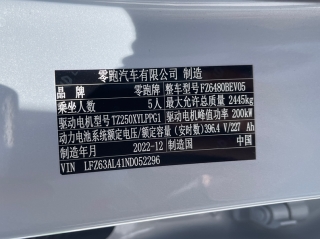 零跑汽车有限公司 制造
品牌 零跑牌 整车型号 FZ6480BEV05
乘坐人数 5人 最大允许总质量 2445kg
驱动电机型号 TZ250XYLPPG1 驱动电机峰值功率 200kW
动力电池系统额定电压/额定容量(安时数) 396.4 V/227 Ah
制造年月 2022-12 制造国 中国
VIN LFZ63AL41ND052296